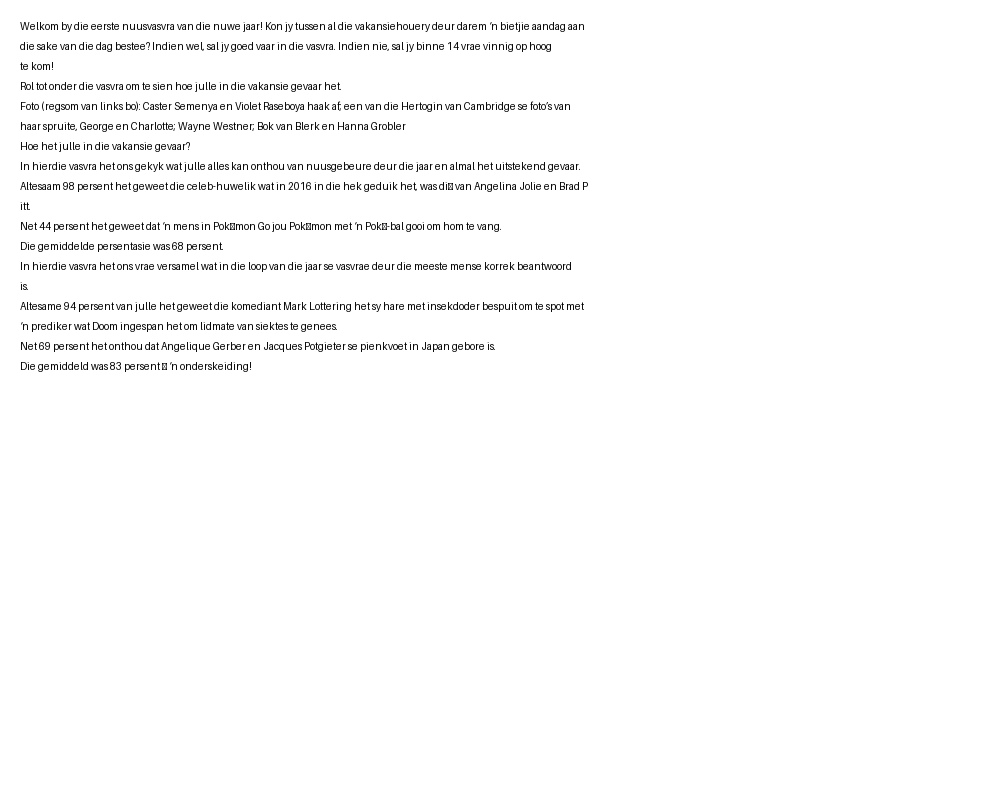 Welkom by die eerste nuusvasvra van die nuwe jaar! Kon jy tussen al die vakansiehouery deur darem ’n bietjie aandag aan
die sake van die dag bestee? Indien wel, sal jy goed vaar in die vasvra. Indien nie, sal jy binne 14 vrae vinnig op hoog
te kom!
Rol tot onder die vasvra om te sien hoe julle in die vakansie gevaar het.
Foto (regsom van links bo): Caster Semenya en Violet Raseboya haak af; een van die Hertogin van Cambridge se foto’s van
haar spruite, George en Charlotte; Wayne Westner; Bok van Blerk en Hanna Grobler
Hoe het julle in die vakansie gevaar?
In hierdie vasvra het ons gekyk wat julle alles kan onthou van nuusgebeure deur die jaar en almal het uitstekend gevaar.
Altesaam 98 persent het geweet die celeb-huwelik wat in 2016 in die hek geduik het, was di▯ van Angelina Jolie en Brad P
itt.
Net 44 persent het geweet dat ’n mens in Pok▯mon Go jou Pok▯mon met ’n Pok▯-bal gooi om hom te vang.
Die gemiddelde persentasie was 68 persent.
In hierdie vasvra het ons vrae versamel wat in die loop van die jaar se vasvrae deur die meeste mense korrek beantwoord
is.
Altesame 94 persent van julle het geweet die komediant Mark Lottering het sy hare met insekdoder bespuit om te spot met
’n prediker wat Doom ingespan het om lidmate van siektes te genees.
Net 69 persent het onthou dat Angelique Gerber en Jacques Potgieter se pienkvoet in Japan gebore is.
Die gemiddeld was 83 persent ▯ ’n onderskeiding!